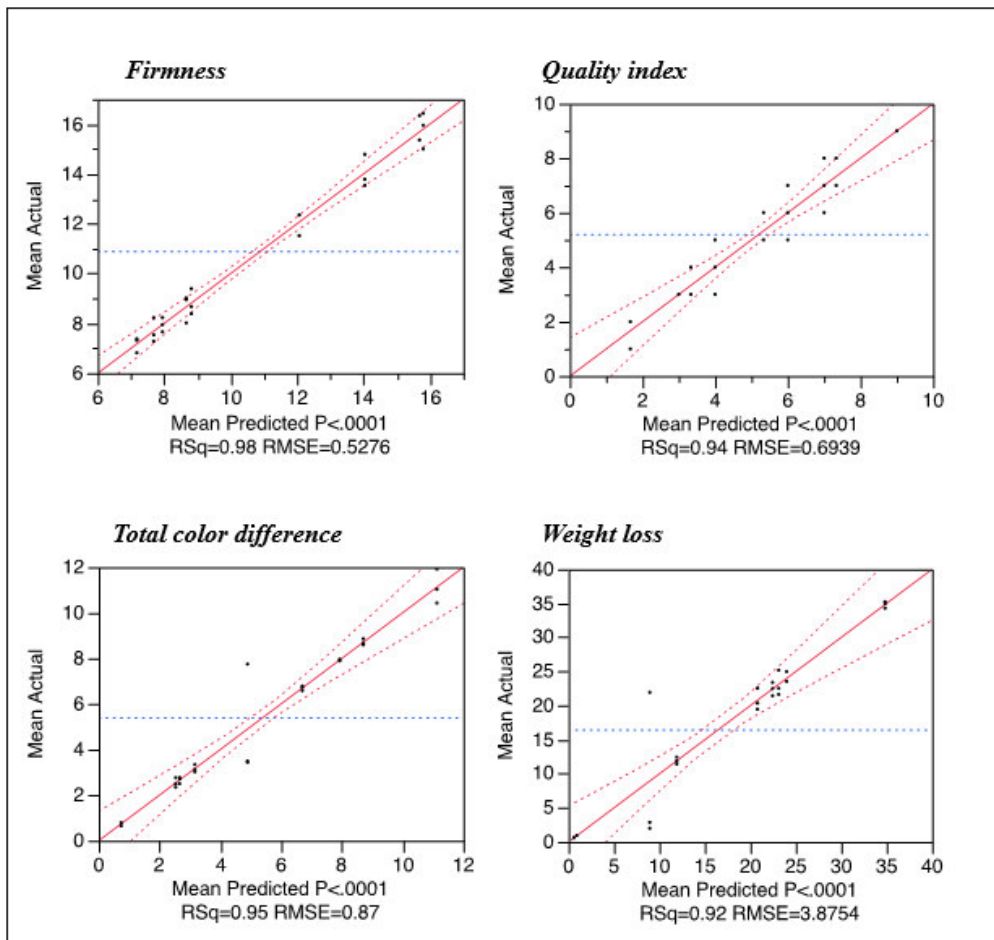 Firmness
Mean Actual
16
14
12
10
8
6
6 8 10 12 14 16
Mean Predicted P<.0001
RSq=0.98 RMSE=0.5276
Quality index
Mean Actual
10
8
6
4
2
0
0 2 4 6 8 10
Mean Predicted P<.0001
RSq=0.94 RMSE=0.6939
Total color difference
Mean Actual
12
10
8
6
4
2
0
0 2 4 6 8 10 12
Mean Predicted P<.0001
RSq=0.95 RMSE=0.87
Weight loss
Mean Actual
40
35
30
25
20
15
10
5
0
0 5 10 15 20 25 30 35 40
Mean Predicted P<.0001
RSq=0.92 RMSE=3.8754